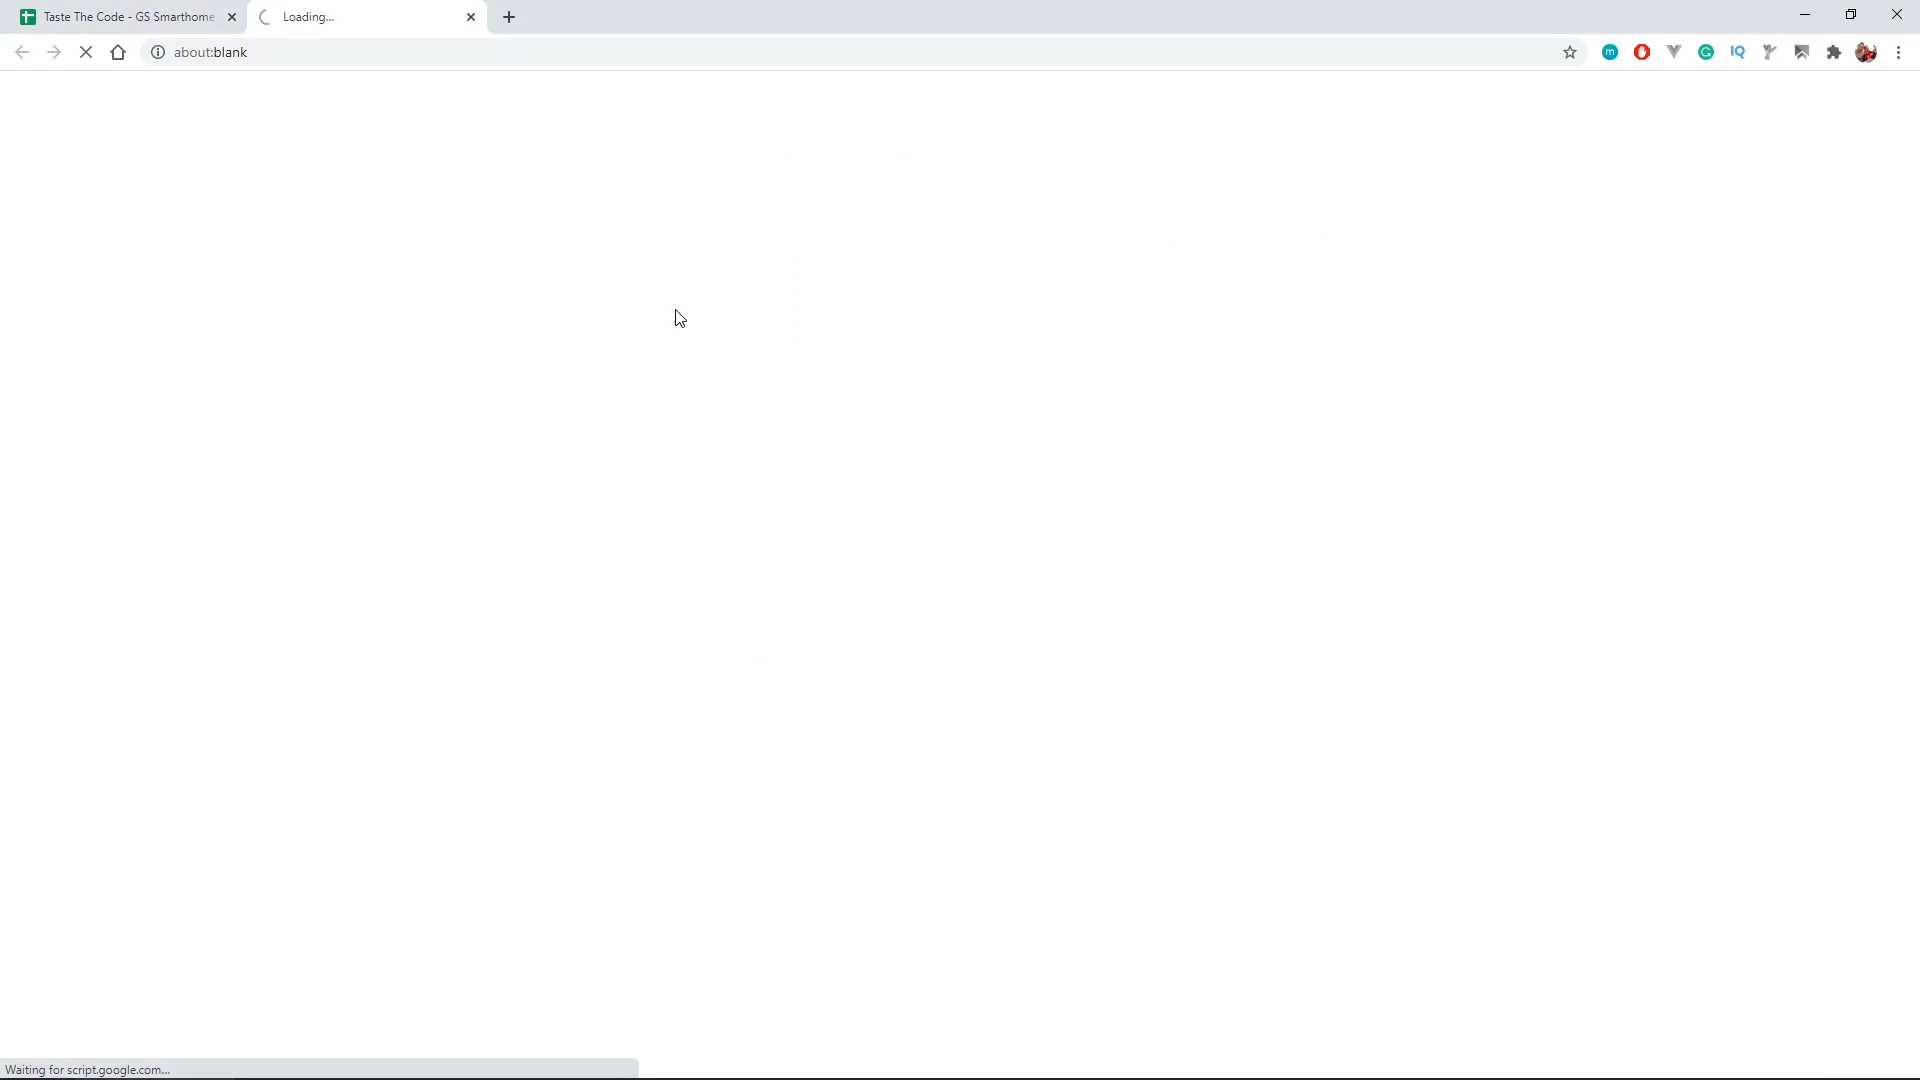 Taste The Code - GS Smarthome
Loading...
about:blank
m
G
IQ
Waiting for script.google.com...